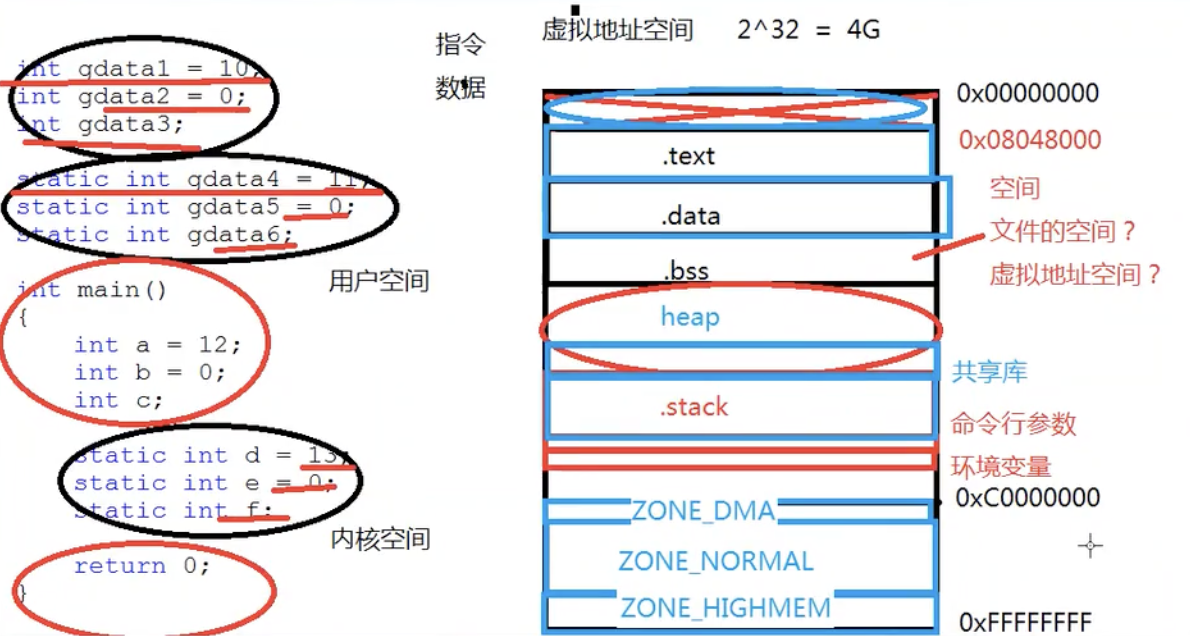 int gdata1 = 10;
int gdata2 = 0;
int gdata3;
static int gdata4 = 11;
static int gdata5 = 0;
static int gdata6;
int main()
{
int a = 12;
int b = 0;
int c;
static int d = 13;
static int e = 0;
static int f;
return 0;
}
指令
数据
用户空间
内核空间
虚拟地址空间 2^32 = 4G
0x00000000
0x08048000
.text
空间
.data
文件的空间？
.bss
虚拟地址空间？
heap
共享库
.stack
命令行参数
环境变量
0xC0000000
ZONE_DMA
ZONE_NORMAL
ZONE_HIGHMEM
0xFFFFFFFF